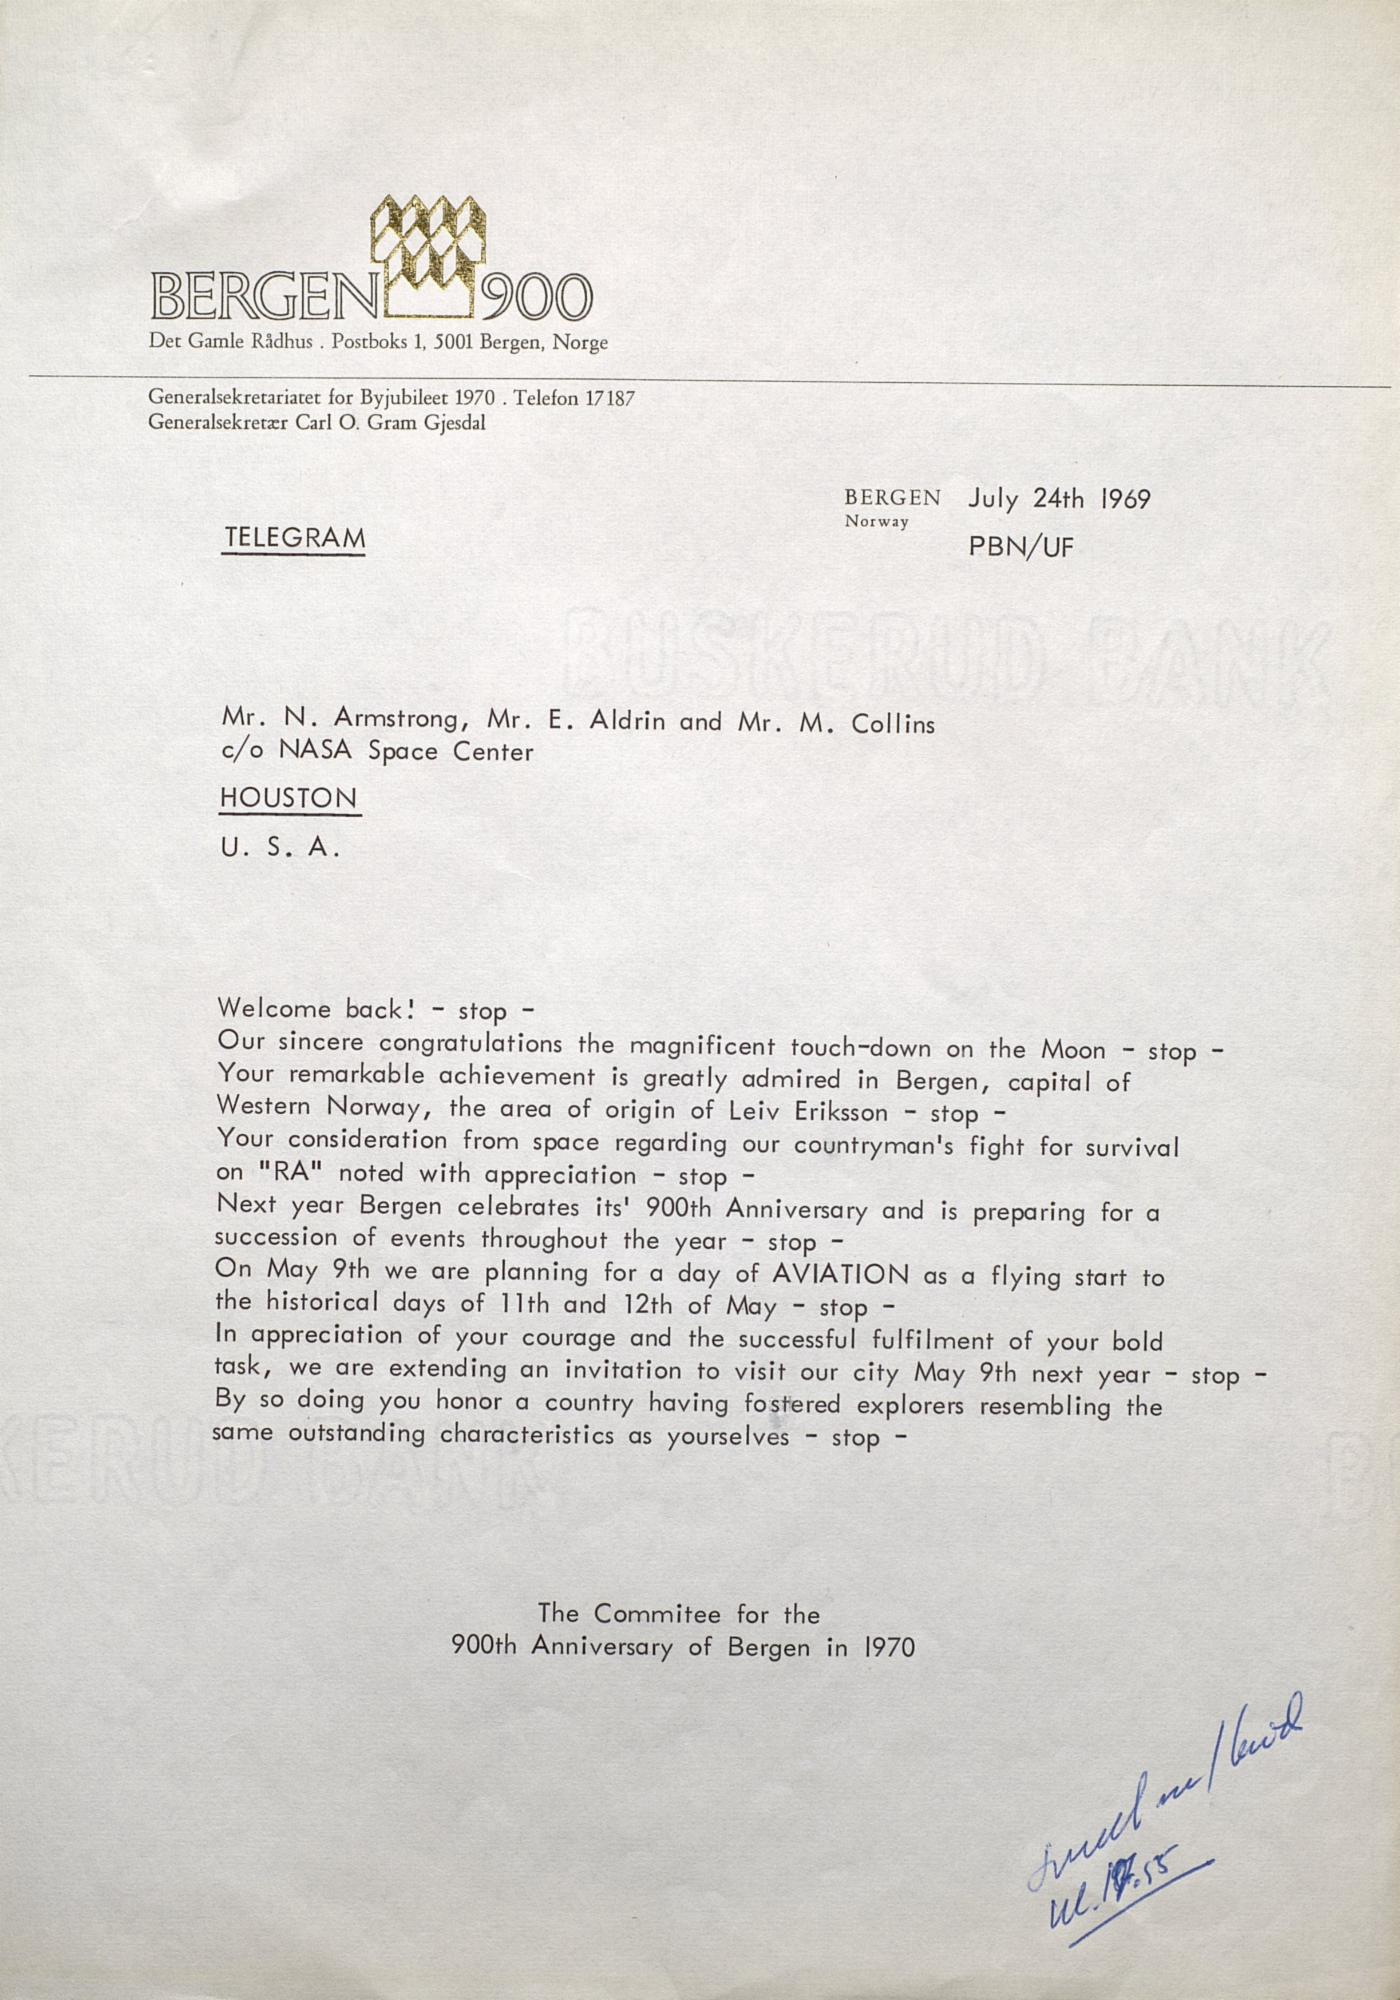 BERGEN 900
Det Gamle Rådhus . Postboks 1, 5001 Bergen, Norge
Generalsekretariatet for Byjubileet 1970 . Telefon 17187
Generalsekretær Carl O. Gram Gjesdal
BERGEN July 24th 1969
Norway
TELEGRAM
PBN/UF
BUSKERUD BANK
Mr. N. Armstrong, Mr. E. Aldrin and Mr. M. Collins
c/o NASA Space Center
HOUSTON
U. S. A.
Welcome back! - stop -
Our sincere congratulations the magnificent touch-down on the Moon - stop -
Your remarkable achievement is greatly admired in Bergen, capital of
Western Norway, the area of origin of Leiv Eriksson - stop -
Your consideration from space regarding our countryman's fight for survival
on "RA" noted with appreciation - stop -
Next year Bergen celebrates its' 900th Anniversary and is preparing for a
succession of events throughout the year - stop -
On May 9th we are planning for a day of AVIATION as a flying start to
the historical days of 11th and 12th of May - stop -
In appreciation of your courage and the successful fulfilment of your bold
task, we are extending an invitation to visit our city May 9th next year - stop -
By so doing you honor a country having fostered explorers resembling the
same outstanding characteristics as yourselves - stop -
KERUD BANK B
The Commitee for the
900th Anniversary of Bergen in 1970
kl.